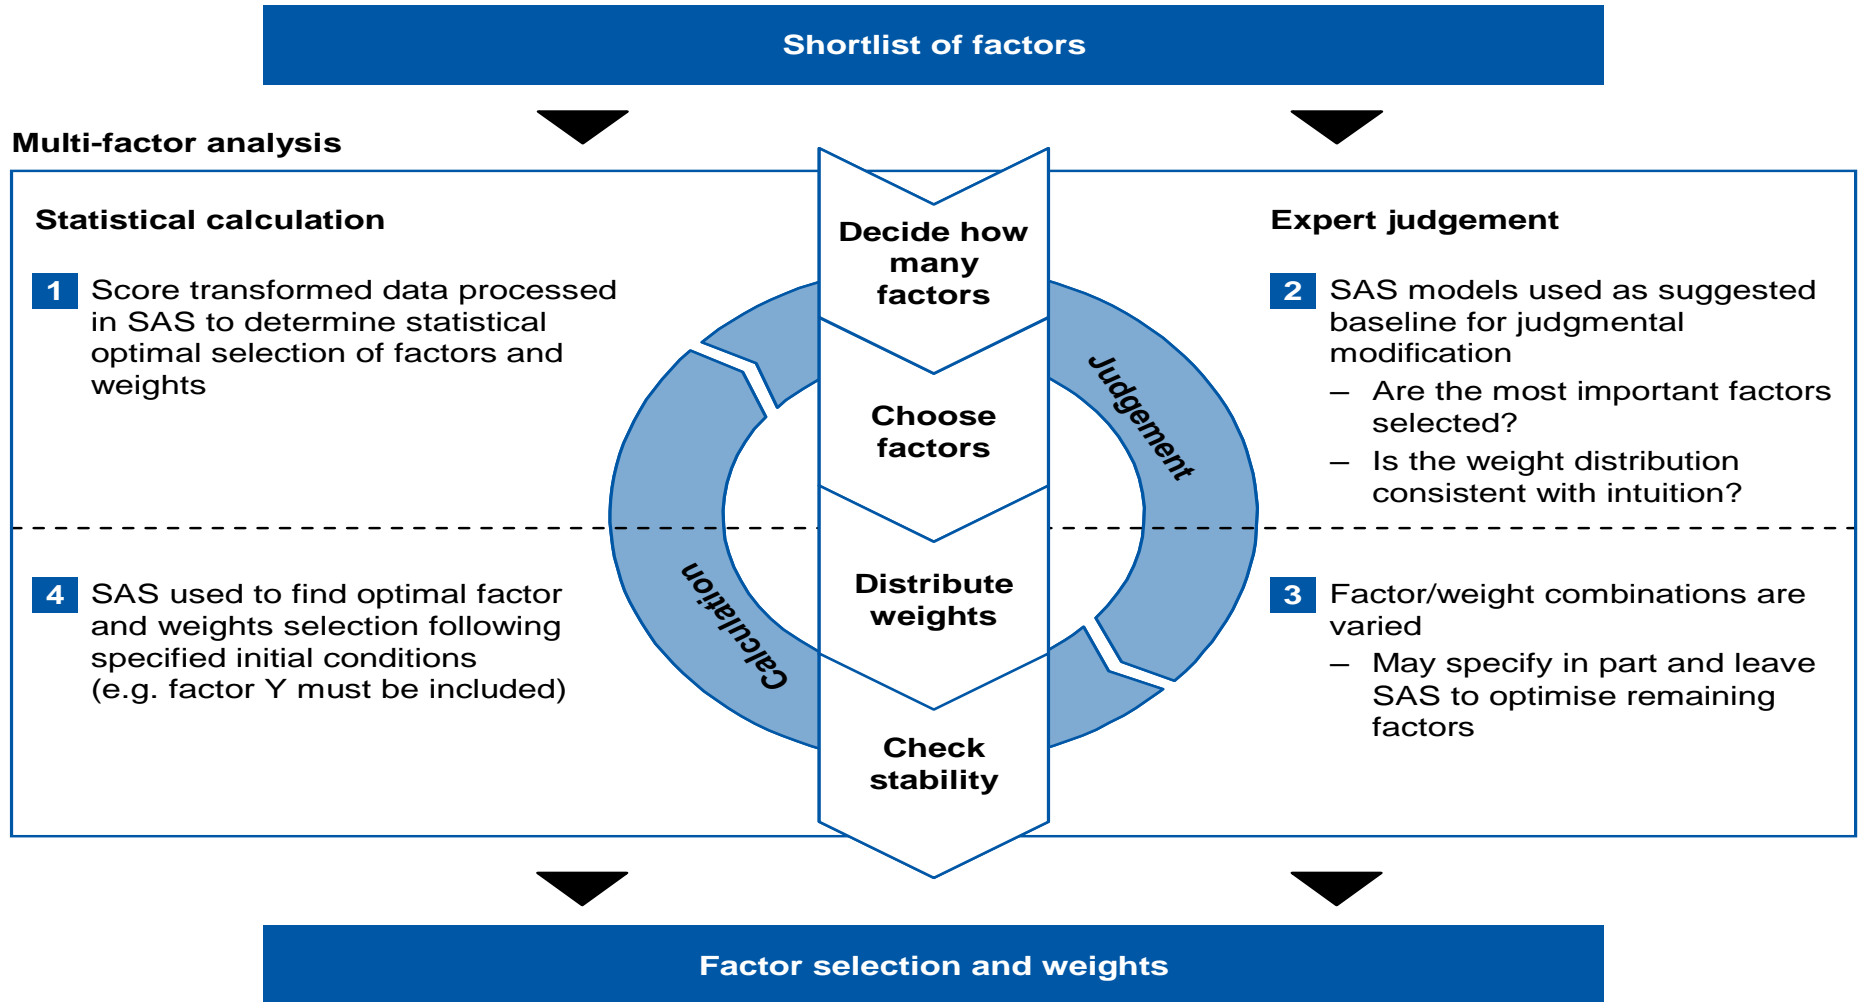 Shortlist of factors
Multi-factor analysis
Statistical calculation
1 Score transformed data processed
in SAS to determine statistical
optimal selection of factors and
weights
Decide how
many
factors
Choose
factors
Distribute
weights
Check
stability
Judgement
Calculation
Expert judgement
2 SAS models used as suggested
baseline for judgmental
modification
– Are the most important factors
selected?
– Is the weight distribution
consistent with intuition?
3 Factor/weight combinations are
varied
– May specify in part and leave
SAS to optimise remaining
factors
4 SAS used to find optimal factor
and weights selection following
specified initial conditions
(e.g. factor Y must be included)
Factor selection and weights